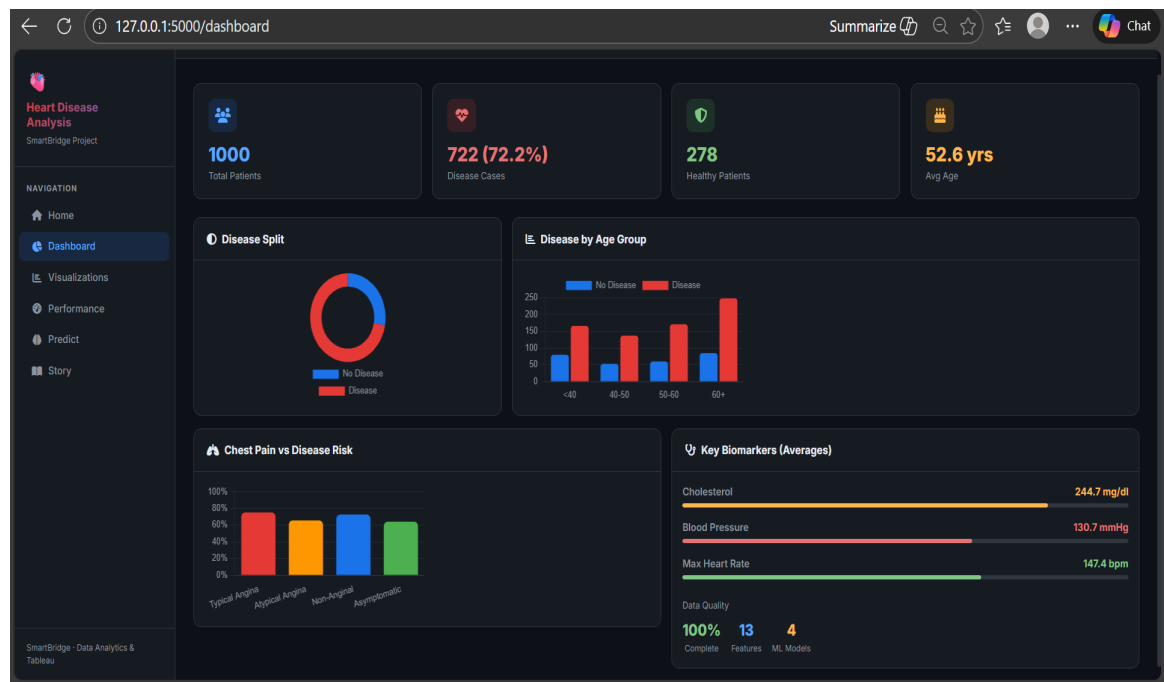 127.0.0.1:5000/dashboard
Summarize
Chat
Heart Disease
Analysis
SmartBridge Project
NAVIGATION
Home
Dashboard
Visualizations
Performance
Predict
Story
SmartBridge · Data Analytics &
Tableau
1000
Total Patients
722 (72.2%)
Disease Cases
278
Healthy Patients
52.6 yrs
Avg Age
Disease Split
No Disease
Disease
Disease by Age Group
No Disease Disease
250
200
150
100
50
0
<40 40-50 50-60 60+
Chest Pain vs Disease Risk
100%
80%
60%
40%
20%
0%
Typical Angina Atypical Angina Non-Anginal Asymptomatic
Key Biomarkers (Averages)
Cholesterol 244.7 mg/dl
Blood Pressure 130.7 mmHg
Max Heart Rate 147.4 bpm
Data Quality
100% 13 4
Complete Features ML Models